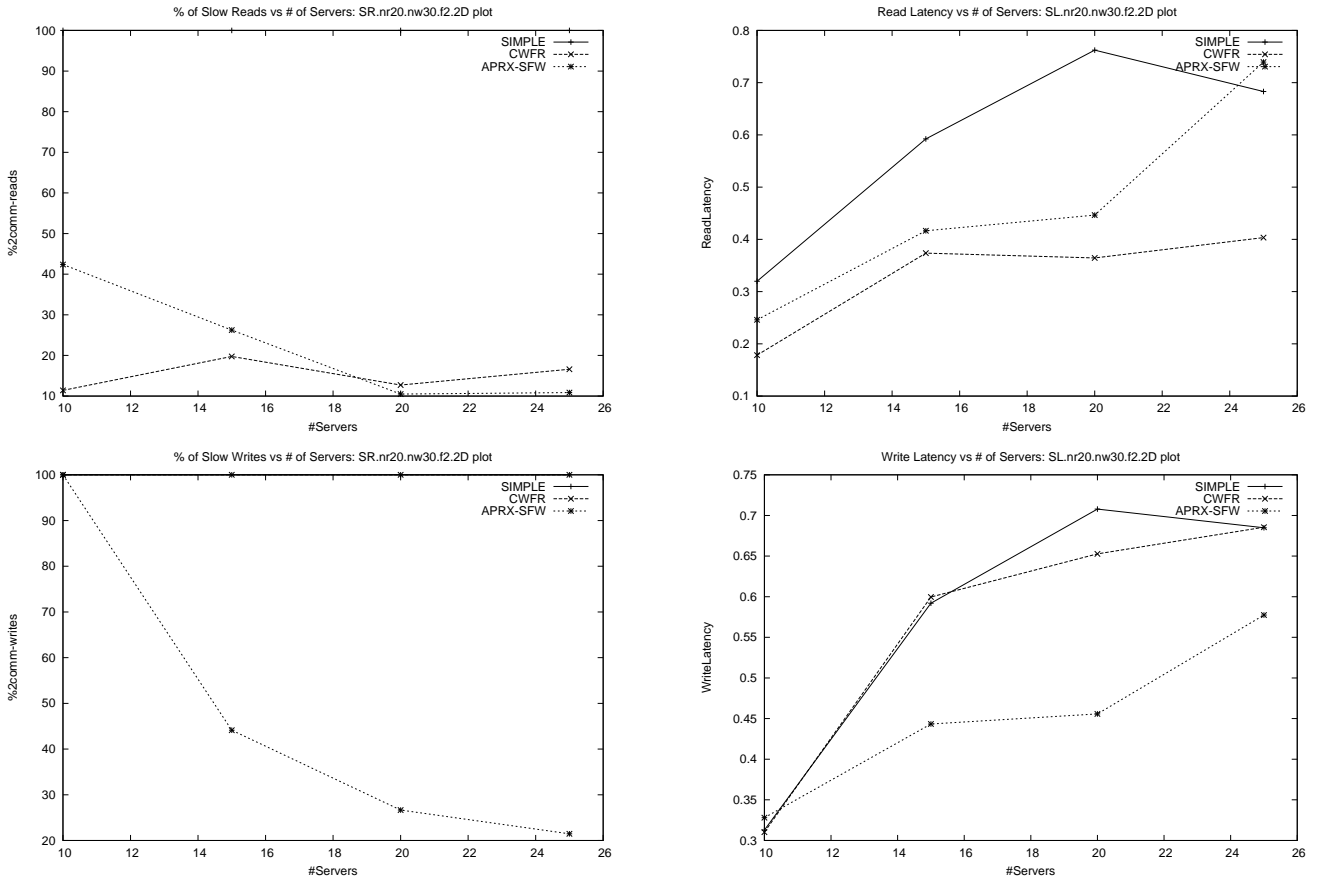 % of Slow Reads vs # of Servers: SR.nr20.nw30.f2.2D plot
100
90
80
70
60
50
40
30
20
10
%2comm-reads
SIMPLE
CWFR
APRX-SFW
10 12 14 16 18 20 22 24 26
#Servers
Read Latency vs # of Servers: SL.nr20.nw30.f2.2D plot
0.8
0.7
0.6
0.5
0.4
0.3
0.2
0.1
ReadLatency
SIMPLE
CWFR
APRX-SFW
10 12 14 16 18 20 22 24 26
#Servers
% of Slow Writes vs # of Servers: SR.nr20.nw30.f2.2D plot
100
90
80
70
60
50
40
30
20
%2comm-writes
SIMPLE
CWFR
APRX-SFW
10 12 14 16 18 20 22 24 26
#Servers
Write Latency vs # of Servers: SL.nr20.nw30.f2.2D plot
0.75
0.7
0.65
0.6
0.55
0.5
0.45
0.4
0.35
0.3
WriteLatency
SIMPLE
CWFR
APRX-SFW
10 12 14 16 18 20 22 24 26
#Servers